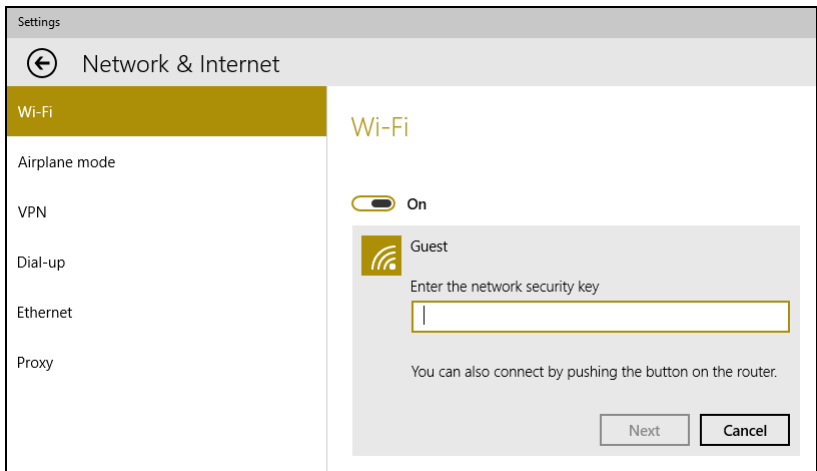 Settings
Network & Internet
Wi-Fi
Airplane mode
VPN
Dial-up
Ethernet
Proxy
Wi-Fi
On
Guest
Enter the network security key
You can also connect by pushing the button on the router.
Next Cancel